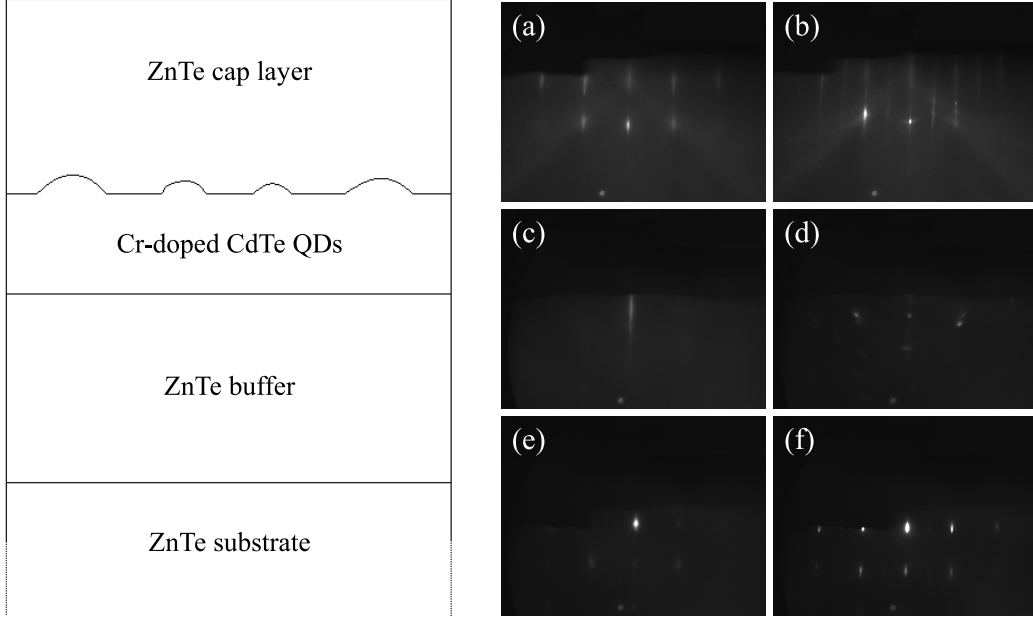 ZnTe cap layer
Cr-doped CdTe QDs
ZnTe buffer
ZnTe substrate
(a)
(b)
(c)
(d)
(e)
(f)